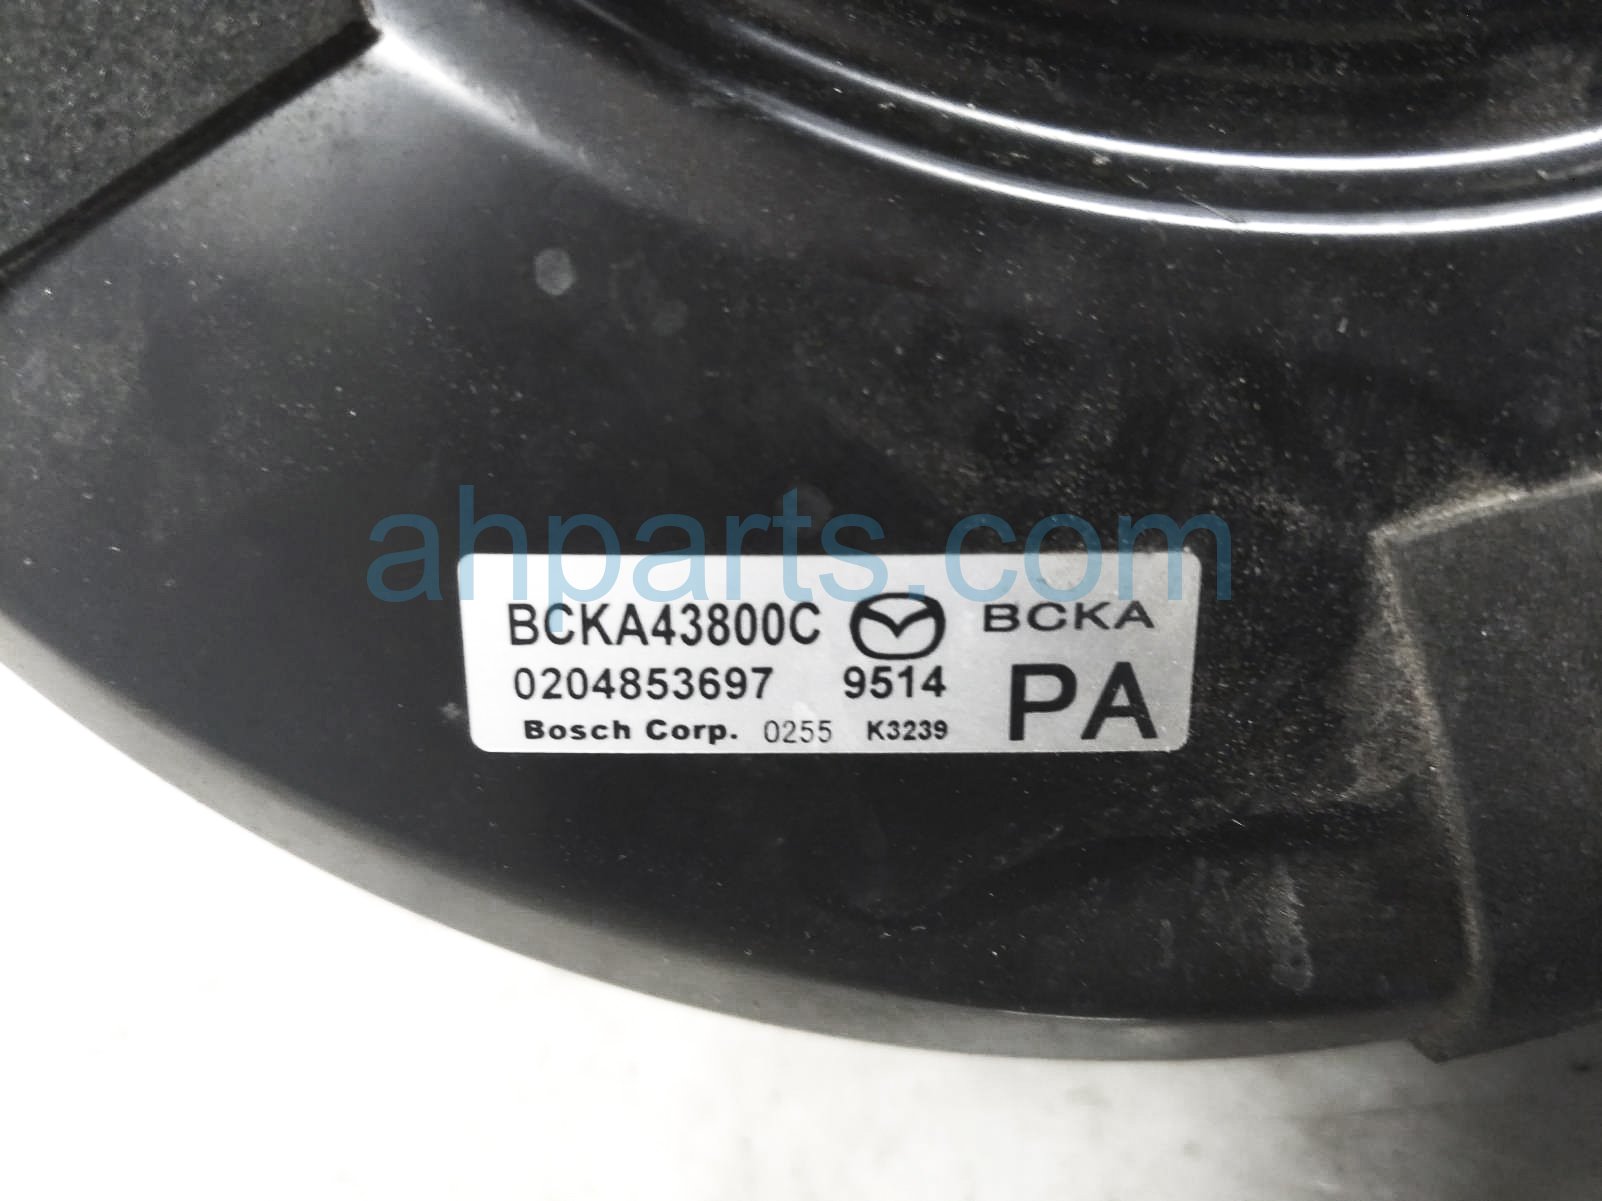 ahparts.com
BCKA43800C BCKA
0204853697 9514 PA
Bosch Corp. 0255 K3239